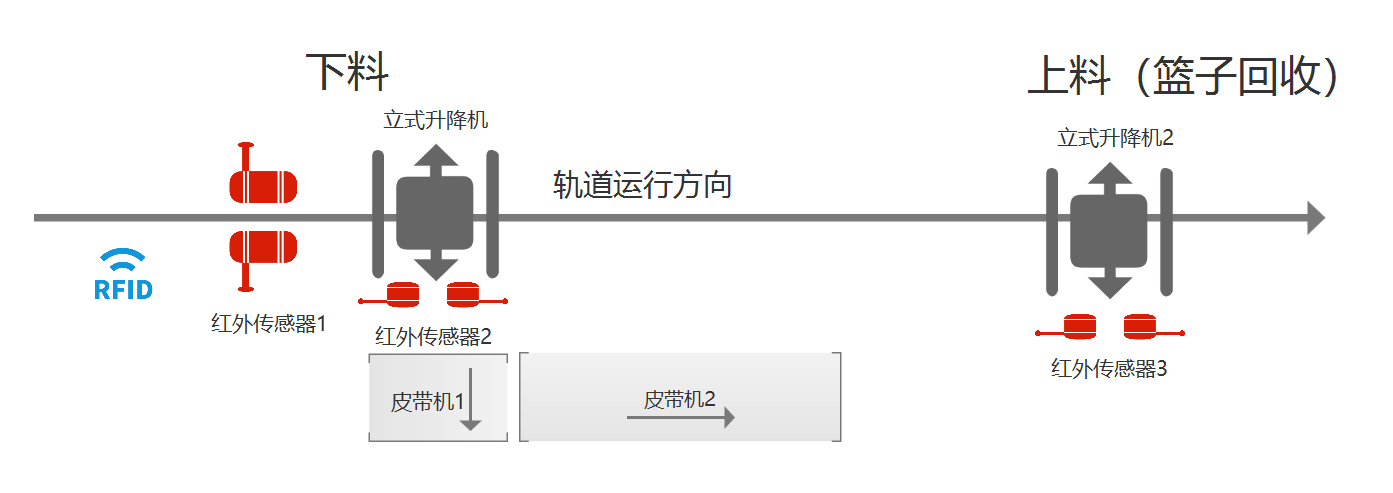 下料
上料（篮子回收）
立式升降机
立式升降机2
轨道运行方向
RFID
红外传感器1
红外传感器2
红外传感器3
皮带机1
皮带机2